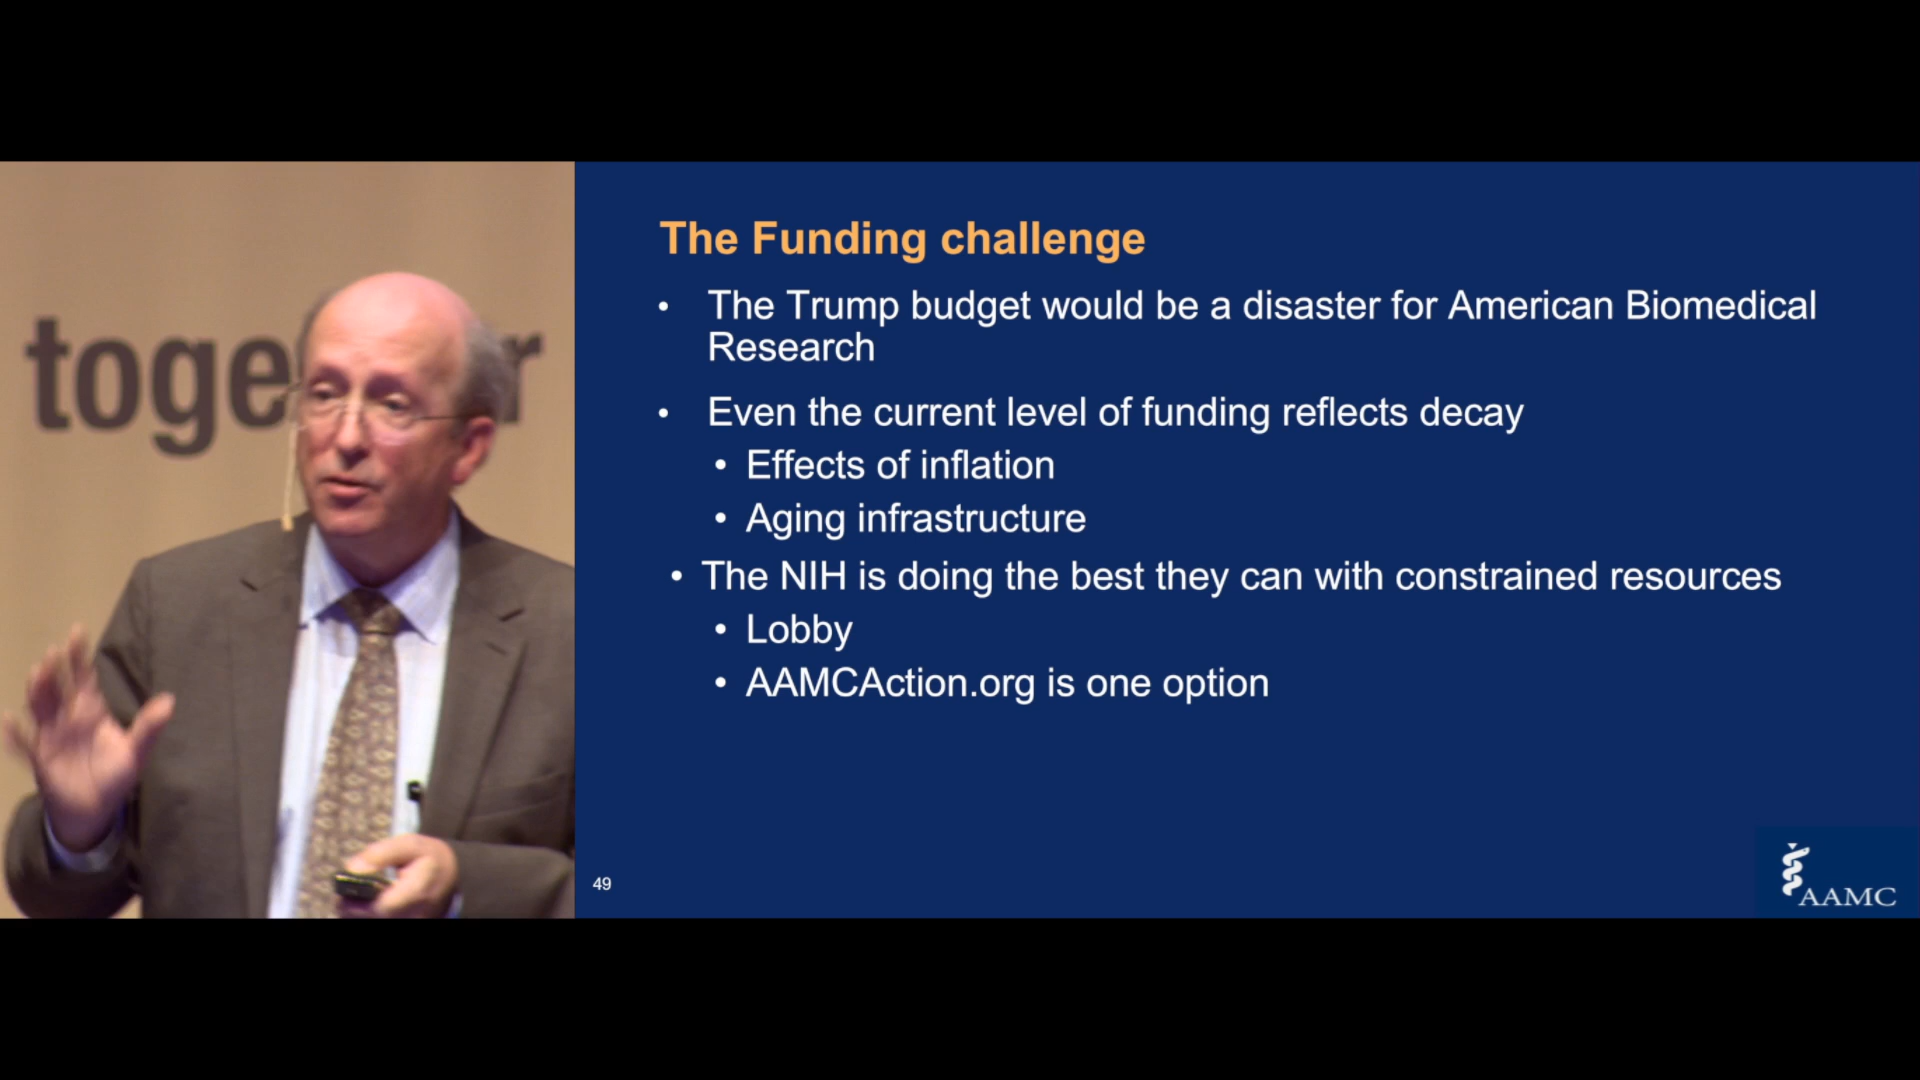 together
The Funding challenge
• The Trump budget would be a disaster for American Biomedical
Research
• Even the current level of funding reflects decay
• Effects of inflation
• Aging infrastructure
• The NIH is doing the best they can with constrained resources
• Lobby
• AAMCAction.org is one option
49
AAMC